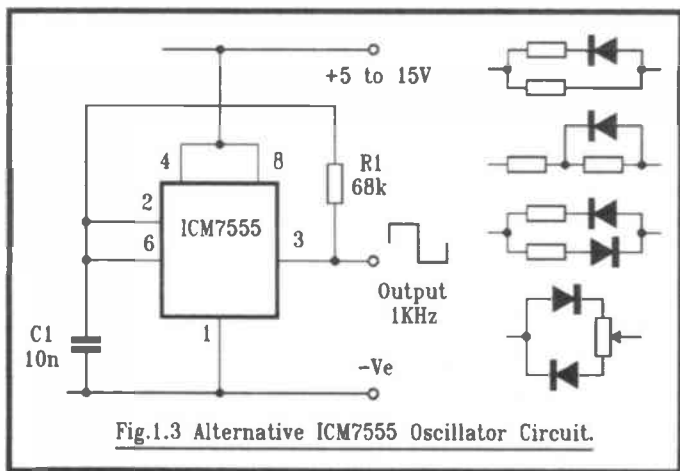 +5 to 15V
4
8
R1
68k
2
ICM7555
6
3
Output
1KHz
C1
10n
1
-Ve
Fig.1.3 Alternative ICM7555 Oscillator Circuit.